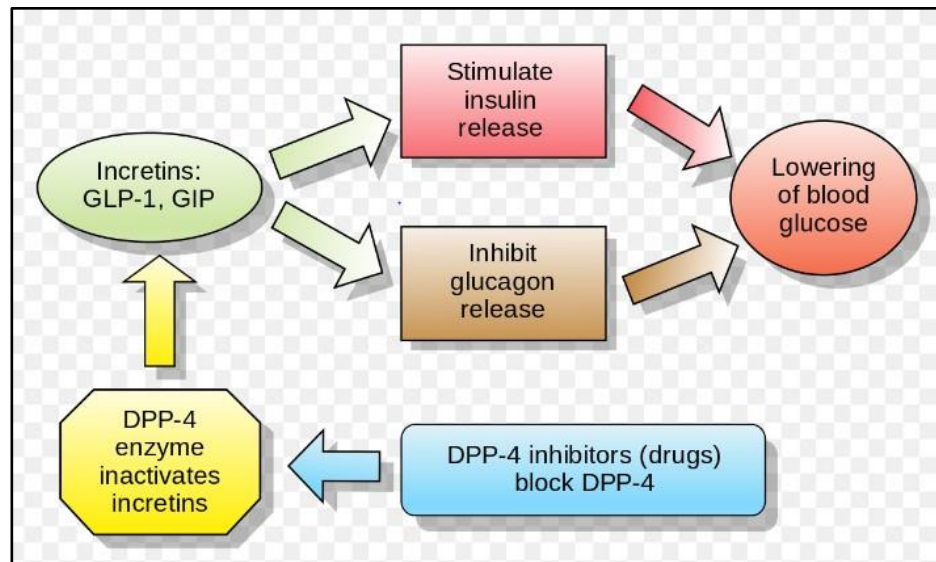 Stimulate
insulin
release
Incretins:
GLP-1, GIP
Lowering
of blood
glucose
Inhibit
glucagon
release
DPP-4
enzyme
inactivates
incretins
DPP-4 inhibitors (drugs)
block DPP-4